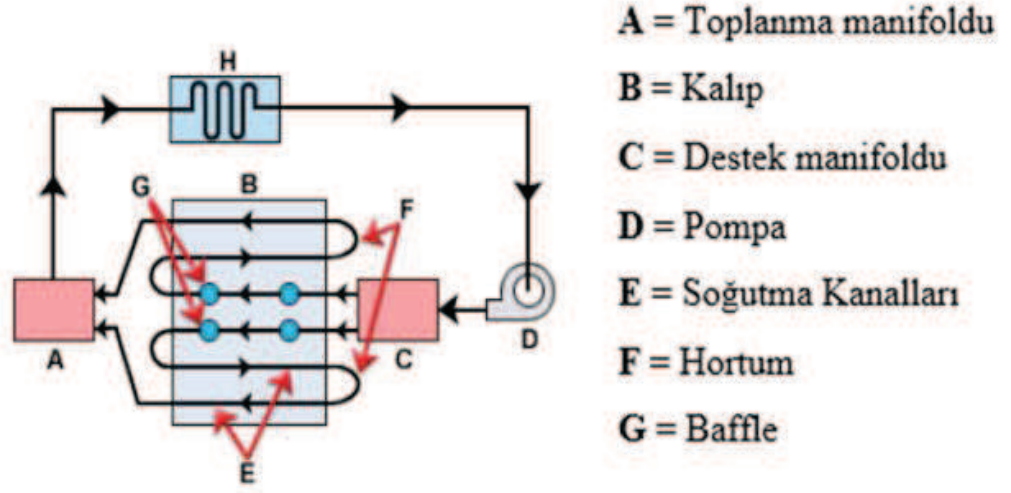 H
G
B
F
A
C
D
E
A = Toplanma manifoldu
B = Kalıp
C = Destek manifoldu
D = Pompa
E = Soğutma Kanalları
F = Hortum
G = Baffle